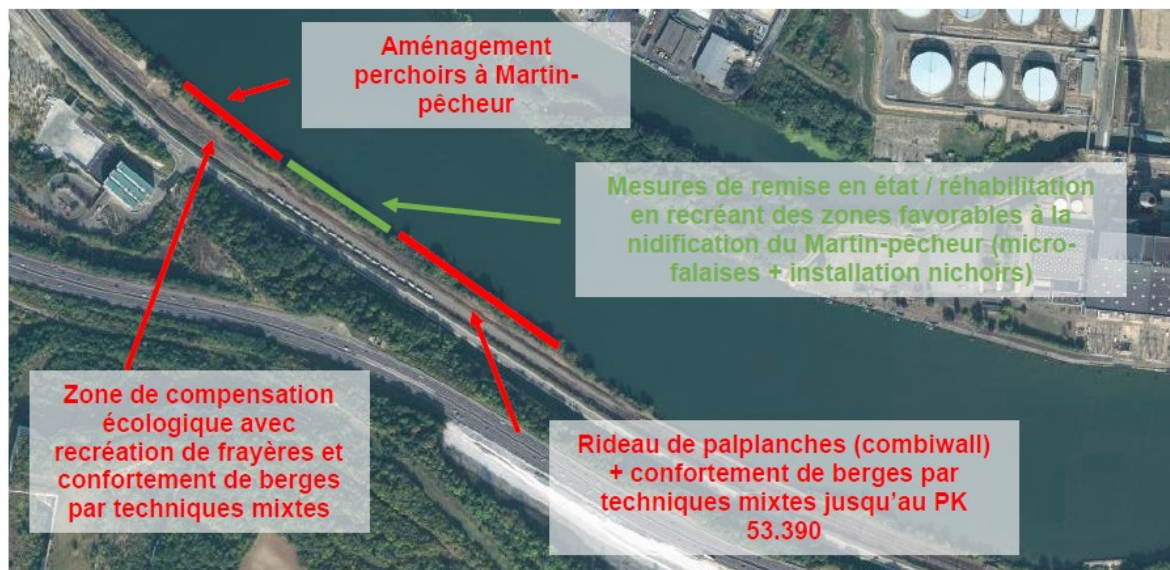 Aménagement
perchoirs à Martin-
pêcheur
Mesures de remise en état / réhabilitation
en recréant des zones favorables à la
nidification du Martin-pêcheur (micro-
falaises + installation nichoirs)
Zone de compensation
écologique avec
recréation de frayères et
confortement de berges
par techniques mixtes
Rideau de palplanches (combiwall)
+ confortement de berges par
techniques mixtes jusqu'au PK
53.390